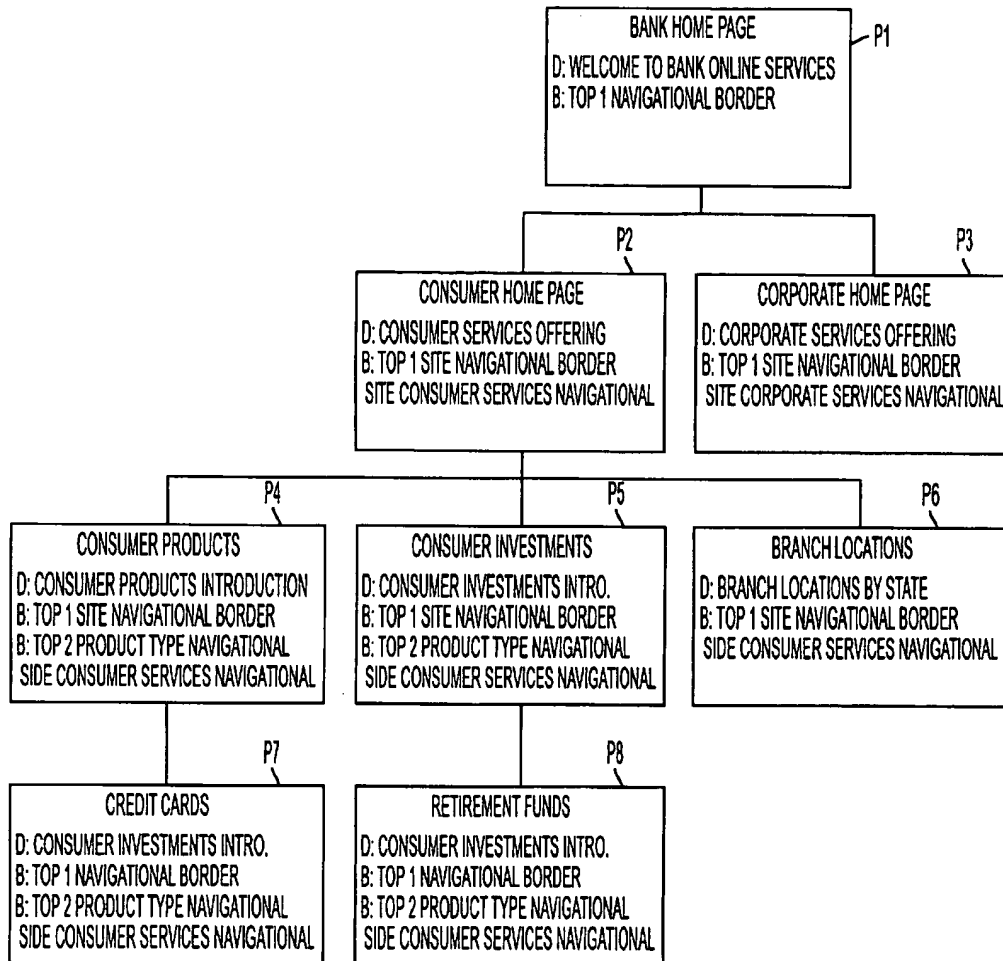 BANK HOME PAGE
P1
D: WELCOME TO BANK ONLINE SERVICES
B: TOP 1 NAVIGATIONAL BORDER
P2
CONSUMER HOME PAGE
D: CONSUMER SERVICES OFFERING
B: TOP 1 SITE NAVIGATIONAL BORDER
SITE CONSUMER SERVICES NAVIGATIONAL
P3
CORPORATE HOME PAGE
D: CORPORATE SERVICES OFFERING
B: TOP 1 SITE NAVIGATIONAL BORDER
SITE CORPORATE SERVICES NAVIGATIONAL
P4
CONSUMER PRODUCTS
D: CONSUMER PRODUCTS INTRODUCTION
B: TOP 1 SITE NAVIGATIONAL BORDER
B: TOP 2 PRODUCT TYPE NAVIGATIONAL
SIDE CONSUMER SERVICES NAVIGATIONAL
P5
CONSUMER INVESTMENTS
D: CONSUMER INVESTMENTS INTRO.
B: TOP 1 SITE NAVIGATIONAL BORDER
B: TOP 2 PRODUCT TYPE NAVIGATIONAL
SIDE CONSUMER SERVICES NAVIGATIONAL
P6
BRANCH LOCATIONS
D: BRANCH LOCATIONS BY STATE
B: TOP 1 SITE NAVIGATIONAL BORDER
SIDE CONSUMER SERVICES NAVIGATIONAL
P7
CREDIT CARDS
D: CONSUMER INVESTMENTS INTRO.
B: TOP 1 NAVIGATIONAL BORDER
B: TOP 2 PRODUCT TYPE NAVIGATIONAL
SIDE CONSUMER SERVICES NAVIGATIONAL
P8
RETIREMENT FUNDS
D: CONSUMER INVESTMENTS INTRO.
B: TOP 1 NAVIGATIONAL BORDER
B: TOP 2 PRODUCT TYPE NAVIGATIONAL
SIDE CONSUMER SERVICES NAVIGATIONAL